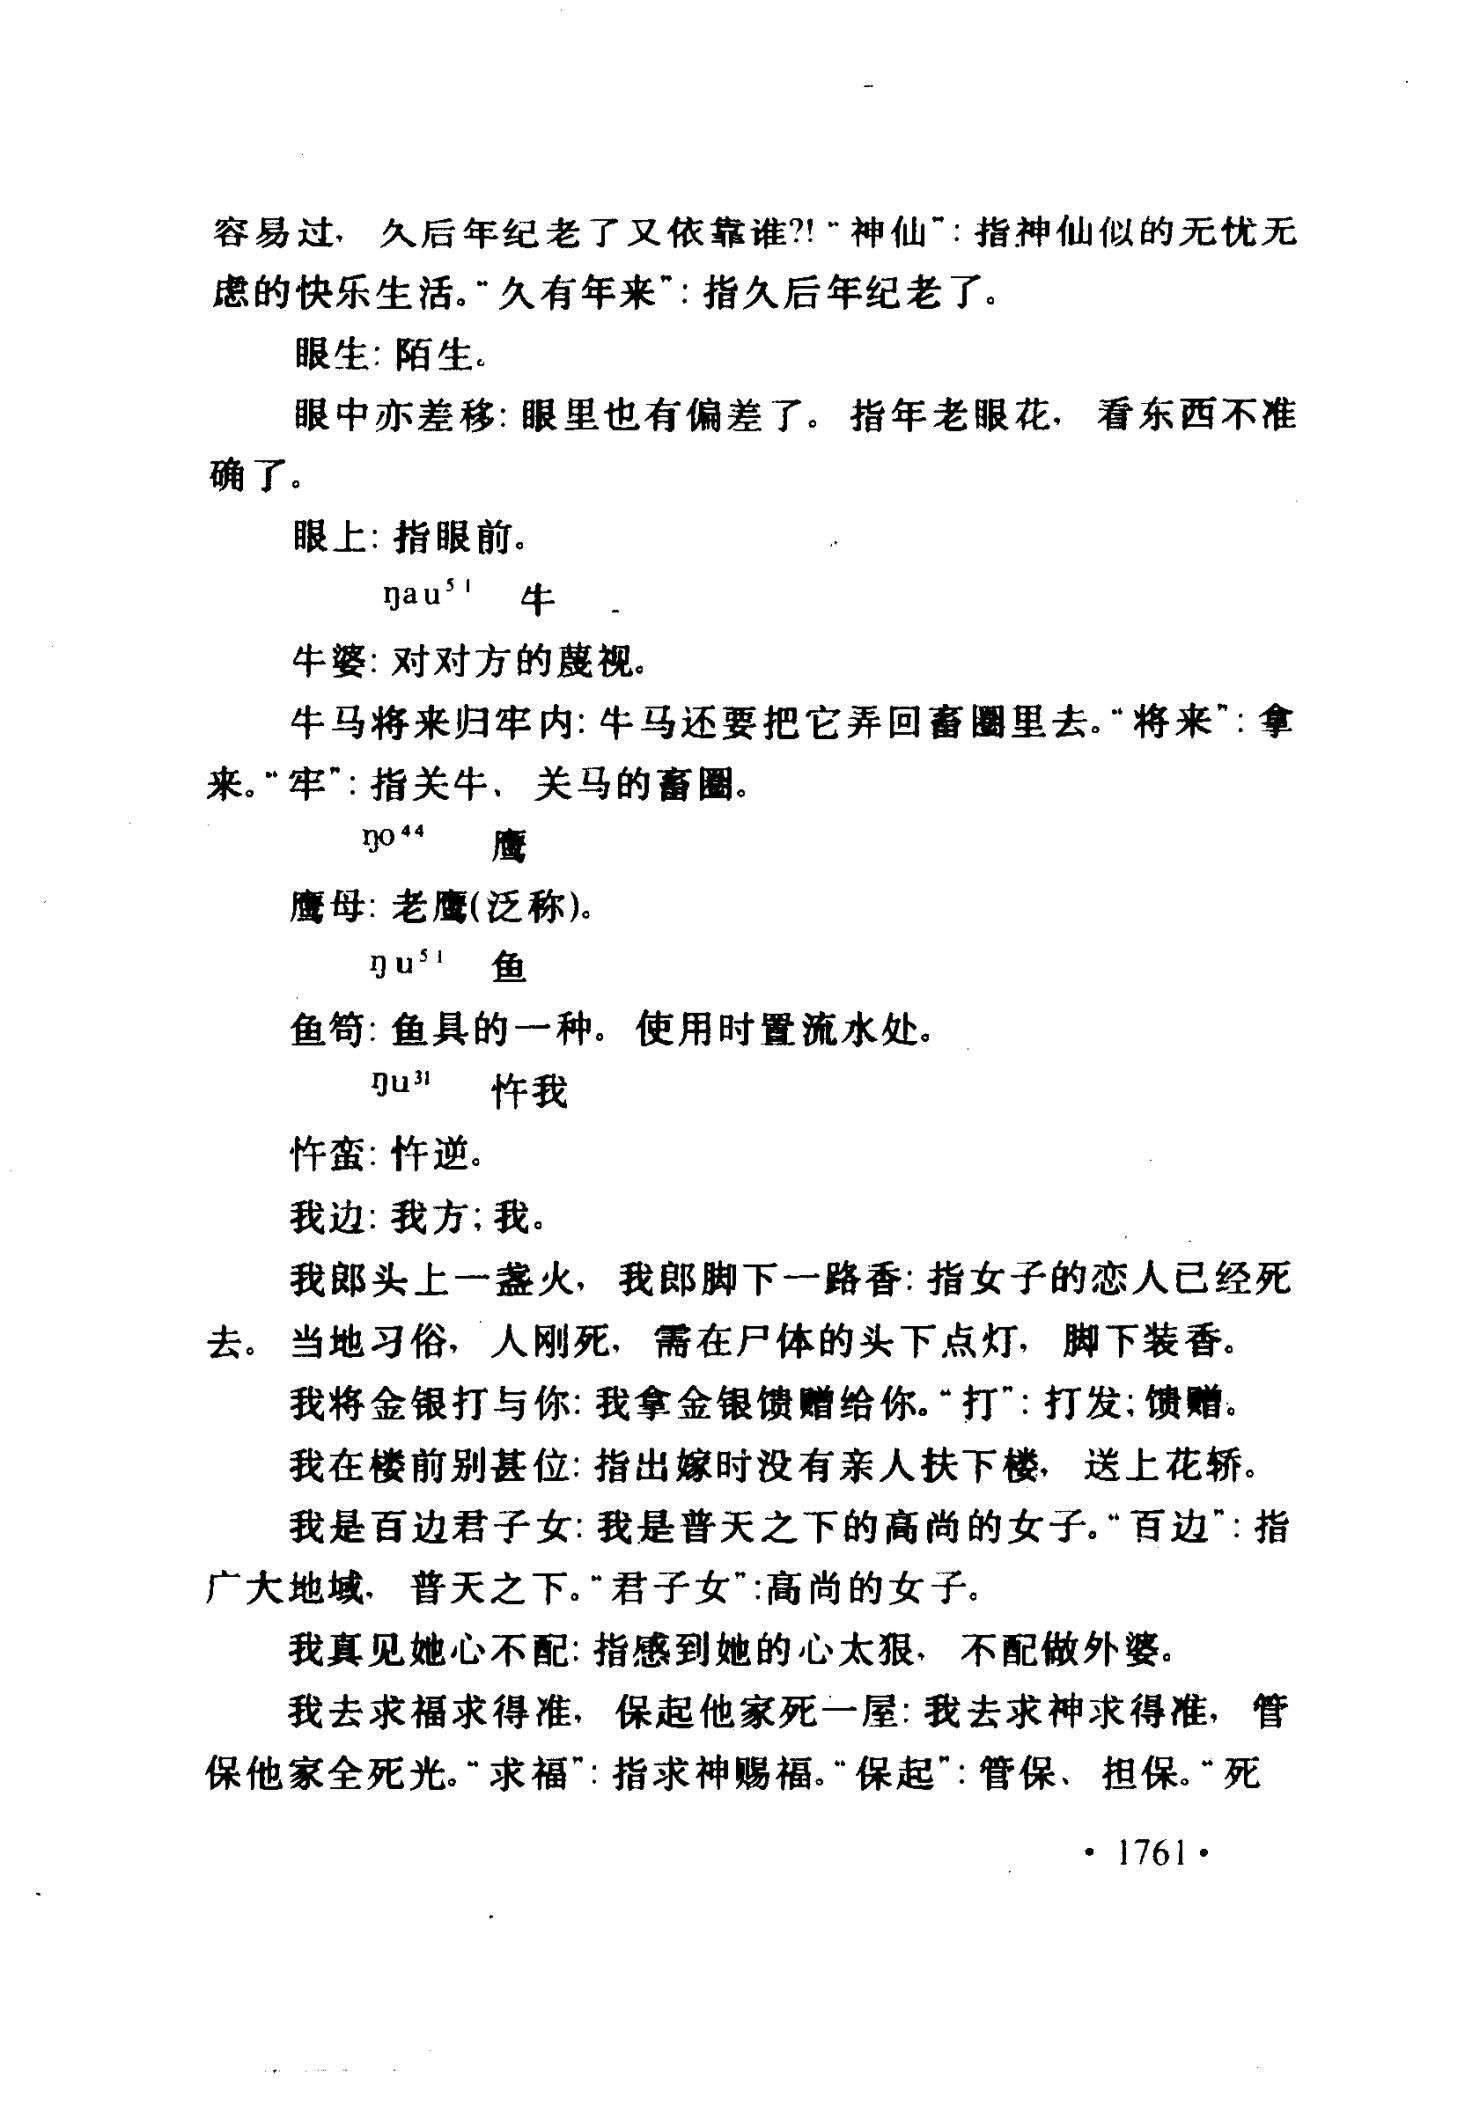 容易过，久后年纪老了又依靠谁?!“神仙”：指神仙似的无忧无
虑的快乐生活。“久有年来”：指久后年纪老了。
眼生：陌生。
眼中亦差移：眼里也有偏差了。指年老眼花，看东西不准
确了。
眼上：指眼前。
ŋau⁵¹ 牛
牛婆：对对方的蔑视。
牛马将来归牢内：牛马还要把它弄回畜圈里去。“将来”：拿
来。“牢”：指关牛、关马的畜圈。
ŋo⁴⁴ 鹰
鹰母：老鹰(泛称)。
ŋu⁵¹ 鱼
鱼笱：鱼具的一种。使用时置流水处。
ŋu³¹ 忤我
忤蛮：忤逆。
我边：我方；我。
我郎头上一盏火，我郎脚下一路香：指女子的恋人已经死
去。当地习俗，人刚死，需在尸体的头下点灯，脚下装香。
我将金银打与你：我拿金银馈赠给你。“打”：打发；馈赠。
我在楼前别甚位：指出嫁时没有亲人扶下楼，送上花轿。
我是百边君子女：我是普天之下的高尚的女子。“百边”：指
广大地域，普天之下。“君子女”：高尚的女子。
我真见她心不配：指感到她的心太狠，不配做外婆。
我去求福求得准，保起他家死一屋：我去求神求得准，管
保他家全死光。“求福”：指求神赐福。“保起”：管保、担保。“死
·1761·